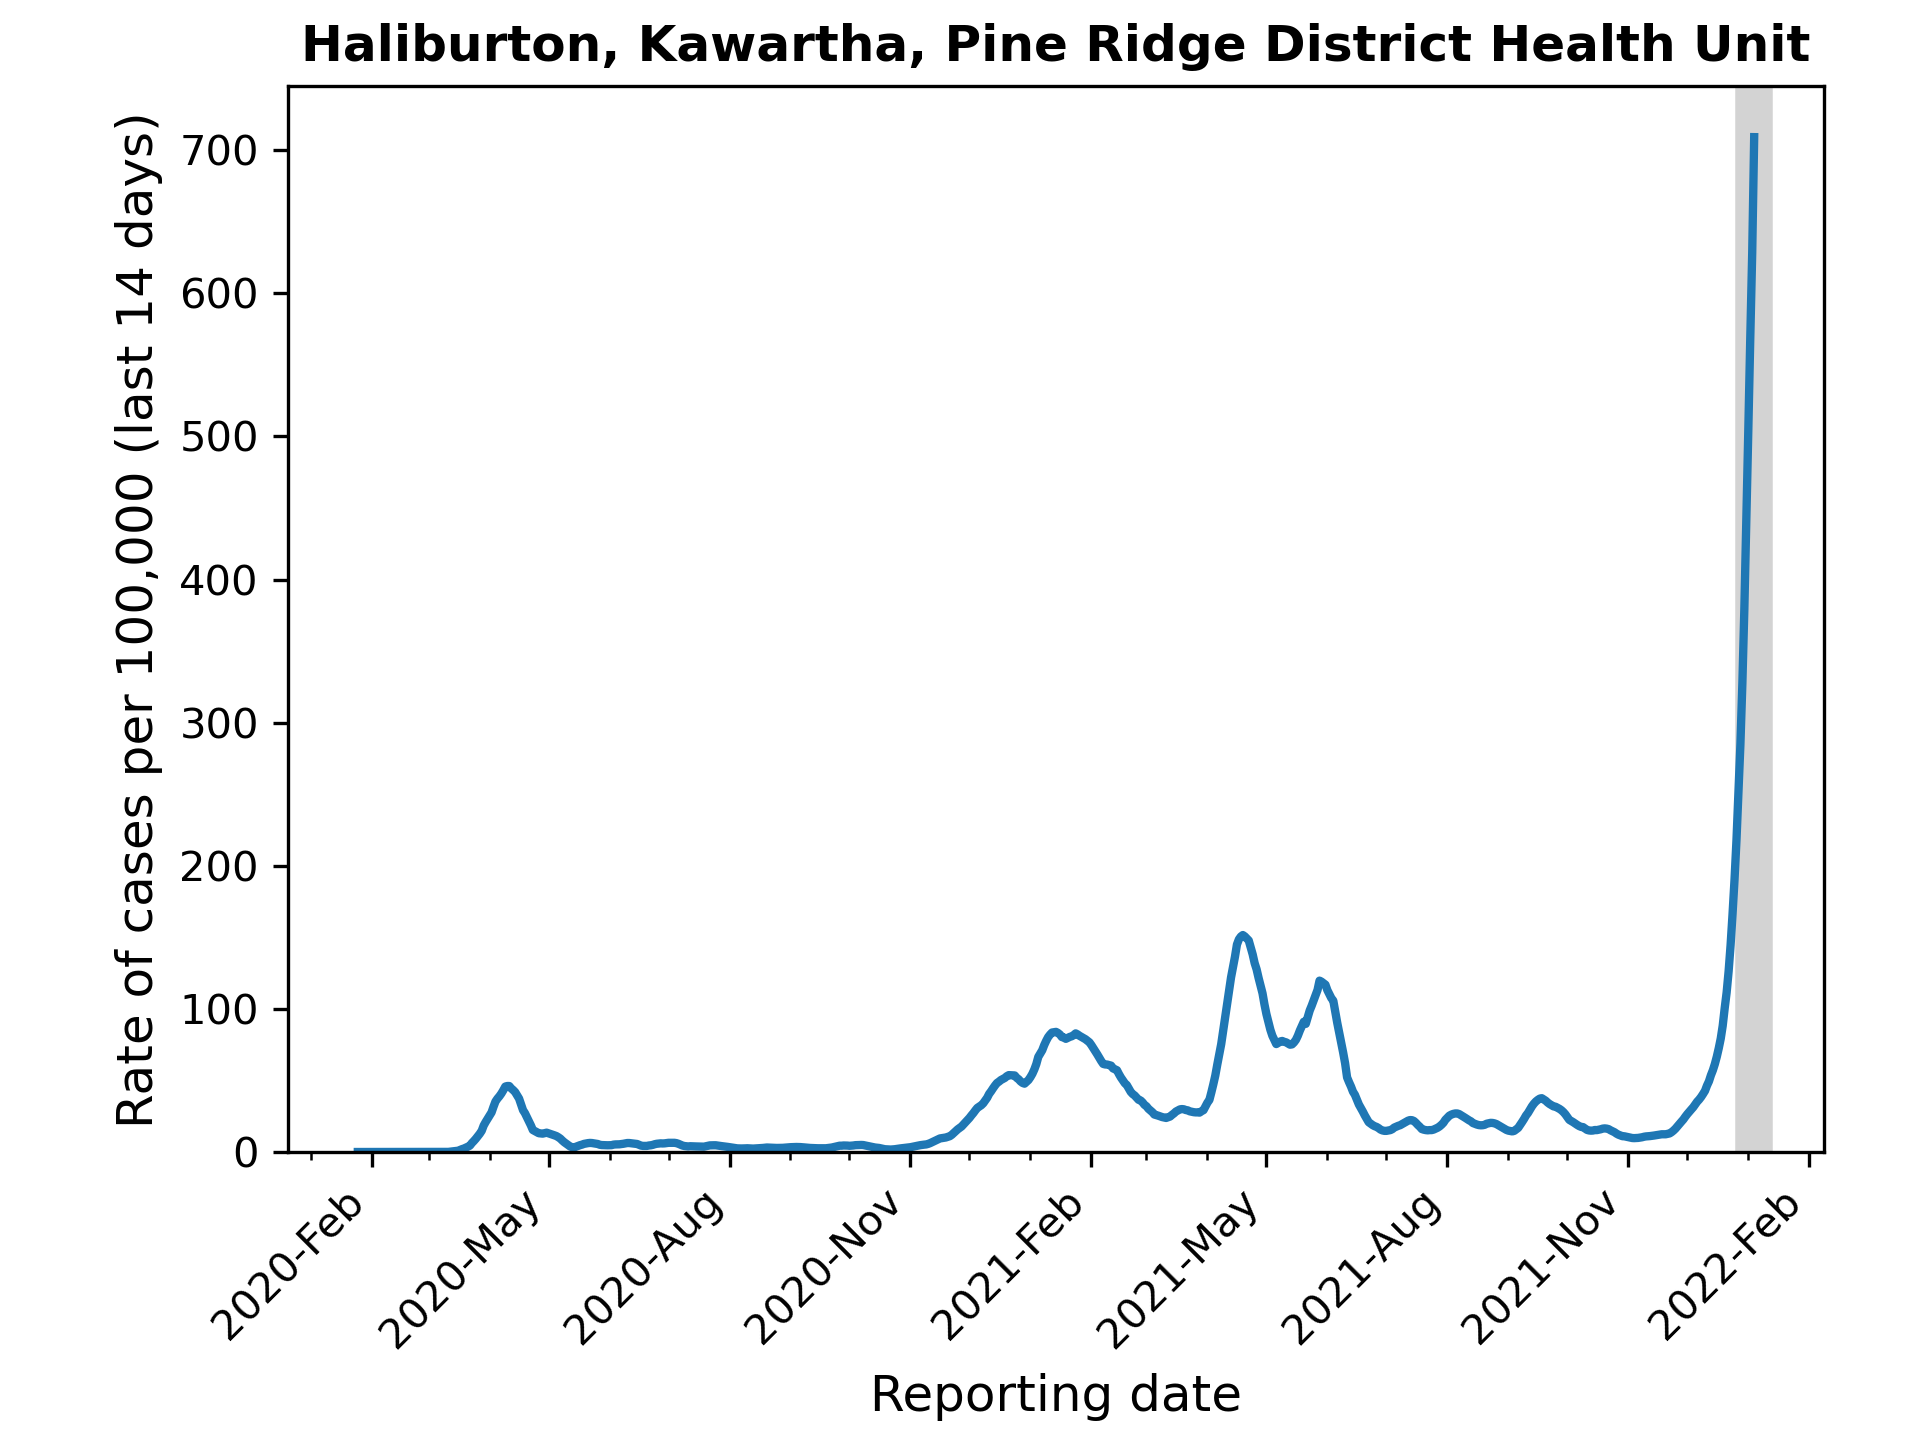 Haliburton, Kawartha, Pine Ridge District Health Unit
Rate of cases per 100,000 (last 14 days)
700
600
500
400
300
200
100
0
2020-Feb
2020-May
2020-Aug
2020-Nov
2021-Feb
2021-May
2021-Aug
2021-Nov
2022-Feb
Reporting date